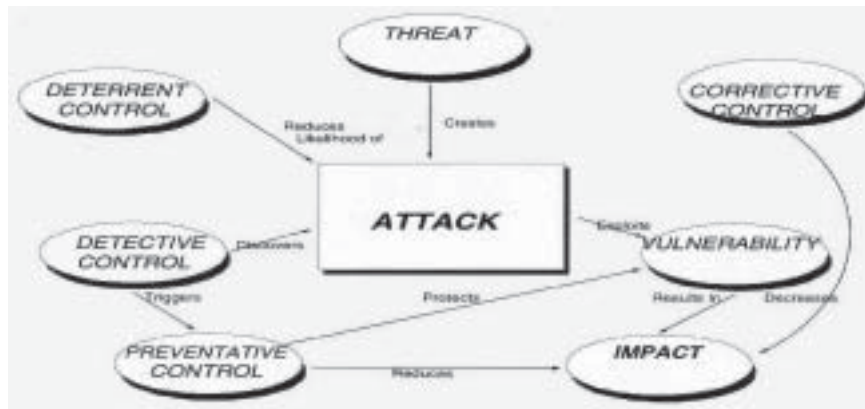 THREAT
DETERRENT
CONTROL
CORRECTIVE
CONTROL
Reduces
Likelihood of
Creates
ATTACK
DETECTIVE
CONTROL
Discovers
Exploits
VULNERABILITY
Triggers
Protects
Results In
Decreases
PREVENTATIVE
CONTROL
Reduces
IMPACT